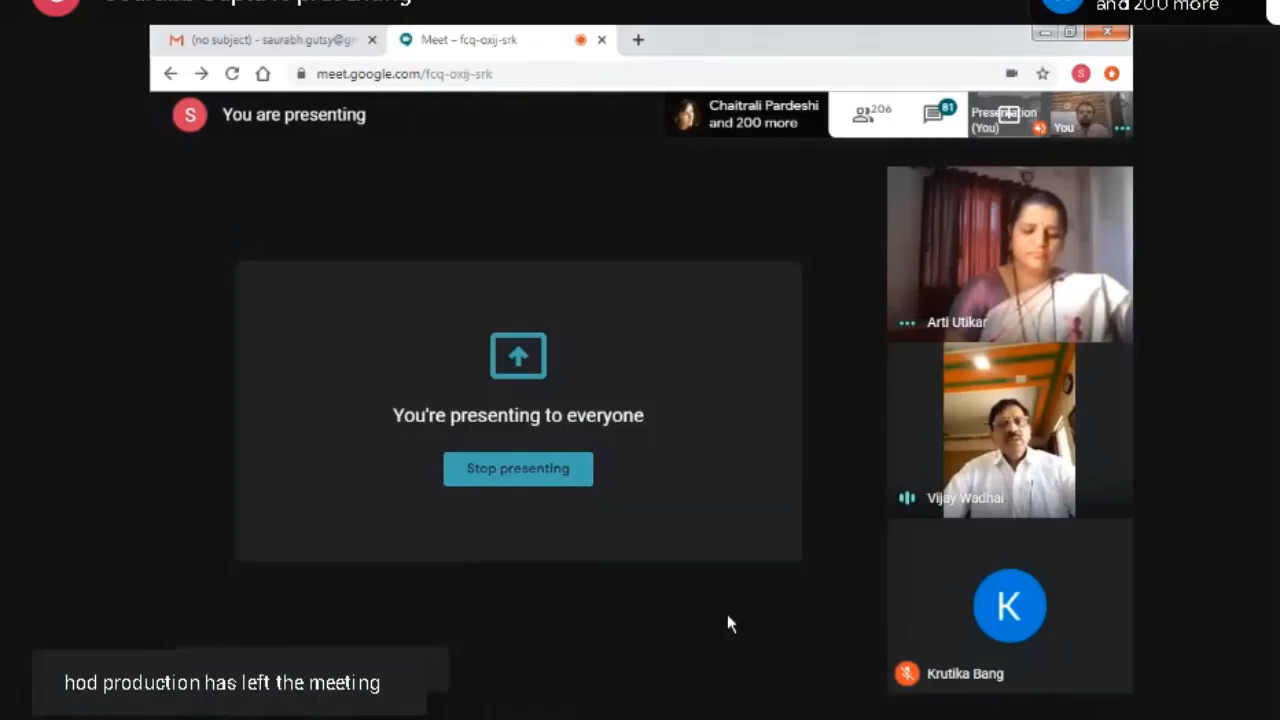 and 200 more
(no subject) - saurabh.gutsy@gr
Meet – fcq-oxij-srk
meet.google.com/fcq-oxij-srk
S
S
You are presenting
Chaitrali Pardeshi
and 200 more
206
81
Presentation
(You)
You
Arti Utikar
You're presenting to everyone
Stop presenting
Vijay Wadhai
K
Krutika Bang
hod production has left the meeting